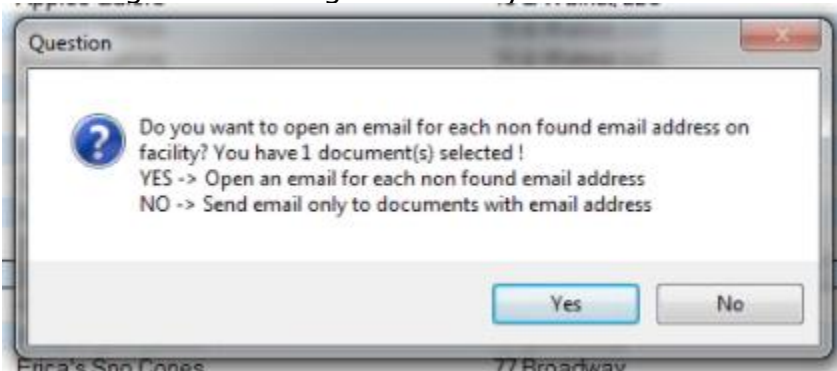 Question
Do you want to open an email for each non found email address on
facility? You have 1 document(s) selected !
YES -> Open an email for each non found email address
NO -> Send email only to documents with email address
Yes No
Erica's Sno Cones 77 Broadway